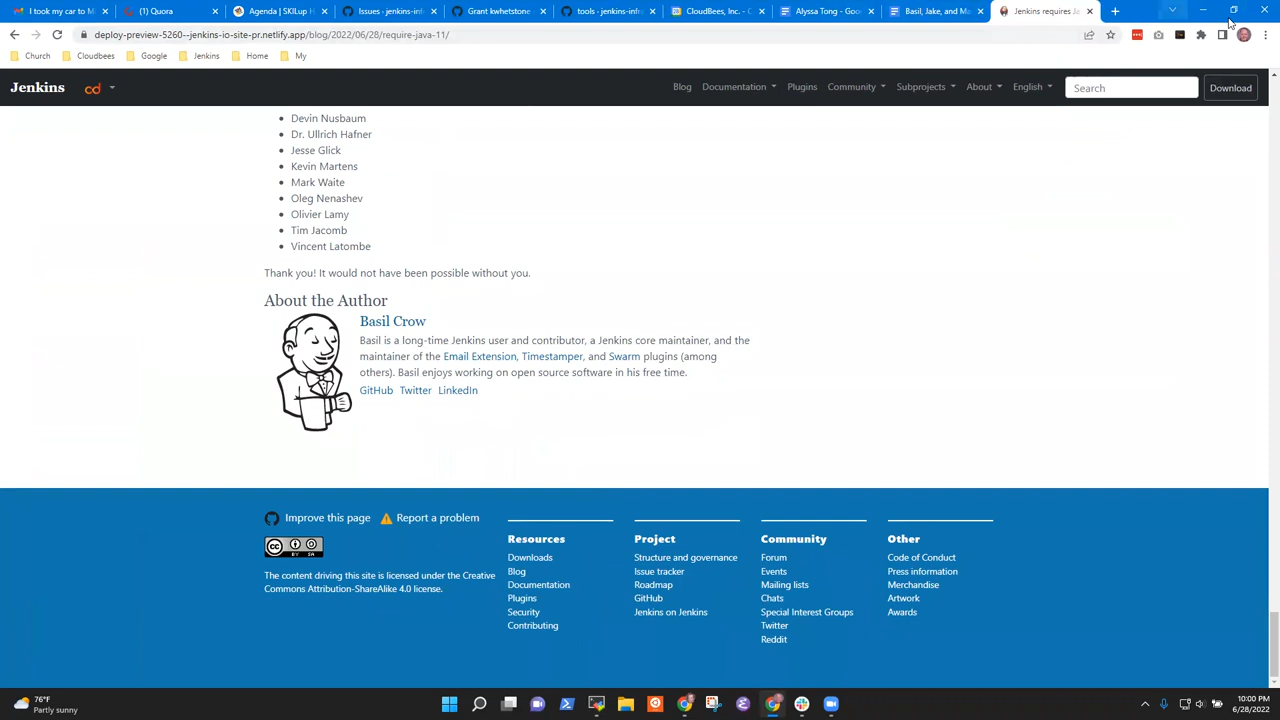 I took my car to M
(1) Quora
Agenda | SKILup H
Issues · jenkins-inf
Grant kwhetstone
tools · jenkins-infr
CloudBees, Inc. - C
Alyssa Tong - Goo
Basil, Jake, and Ma
Jenkins requires Ja
deploy-preview-5260--jenkins-io-site-pr.netlify.app/blog/2022/06/28/require-java-11/
Church
Cloudbees
Google
Jenkins
Home
My
Jenkins
cd
Blog
Documentation
Plugins
Community
Subprojects
About
English
Search
Download
Devin Nusbaum
Dr. Ullrich Hafner
Jesse Glick
Kevin Martens
Mark Waite
Oleg Nenashev
Olivier Lamy
Tim Jacomb
Vincent Latombe
Thank you! It would not have been possible without you.
About the Author
Basil Crow
Basil is a long-time Jenkins user and contributor, a Jenkins core maintainer, and the
maintainer of the Email Extension, Timestamper, and Swarm plugins (among
others). Basil enjoys working on open source software in his free time.
GitHub Twitter LinkedIn
Improve this page
Report a problem
CC BY SA
The content driving this site is licensed under the Creative
Commons Attribution-ShareAlike 4.0 license.
Resources
Downloads
Blog
Documentation
Plugins
Security
Contributing
Project
Structure and governance
Issue tracker
Roadmap
GitHub
Jenkins on Jenkins
Community
Forum
Events
Mailing lists
Chats
Special Interest Groups
Twitter
Reddit
Other
Code of Conduct
Press information
Merchandise
Artwork
Awards
76°F
Partly sunny
10:00 PM
6/28/2022